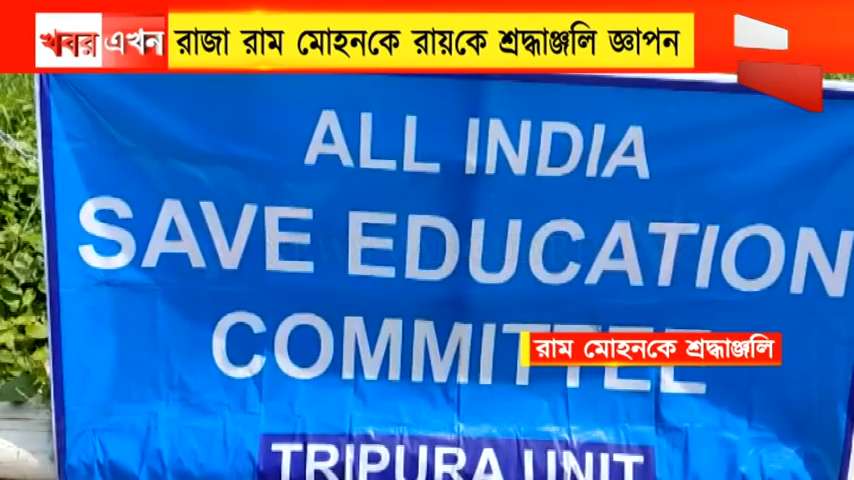 খবর এখন রাজা রাম মোহনকে রায়কে শ্রদ্ধাঞ্জলি জ্ঞাপন
ALL INDIA
SAVE EDUCATION
COMMITTEE
রাম মোহনকে শ্রদ্ধাঞ্জলি
TRIPURA UNIT